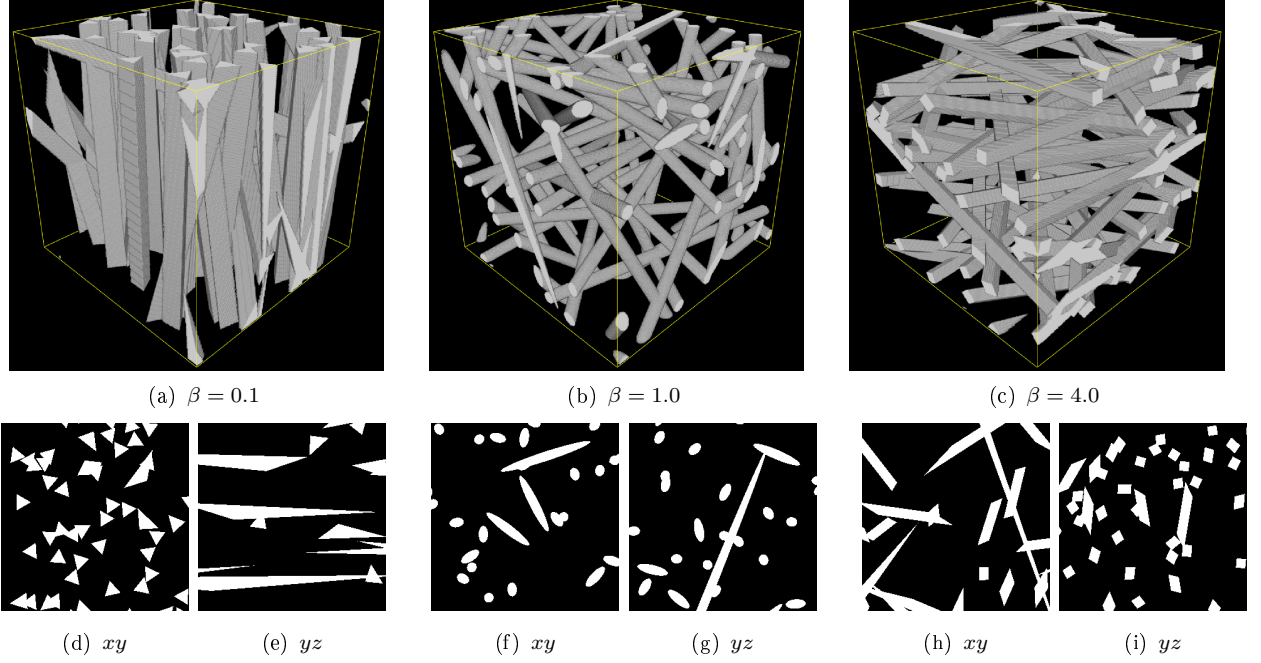 (a) β = 0.1 (b) β = 1.0 (c) β = 4.0
(d) xy (e) yz (f) xy (g) yz (h) xy (i) yz